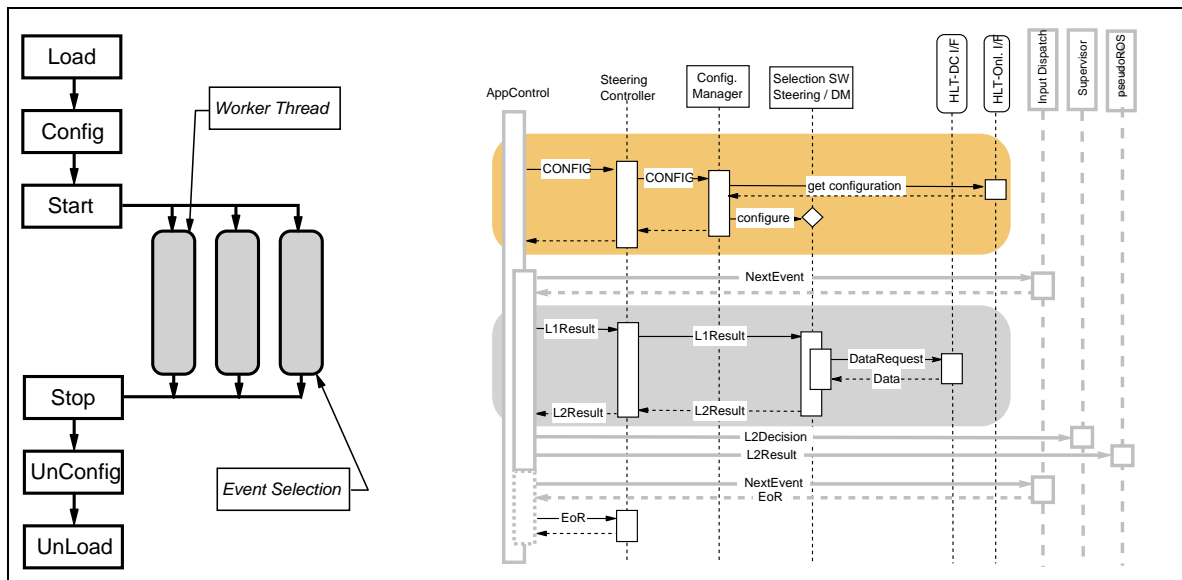 Load
Config
Start
Stop
UnConfig
UnLoad
Worker Thread
Event Selection
AppControl
Steering
Controller
Config.
Manager
Selection SW
Steering / DM
HLT-DC I/F
HLT-Onl. I/F
Input Dispatch
Supervisor
pseudoROS
CONFIG
CONFIG
get configuration
configure
NextEvent
L1Result
L1Result
DataRequest
Data
L2Result
L2Result
L2Decision
L2Result
NextEvent
EoR
EoR